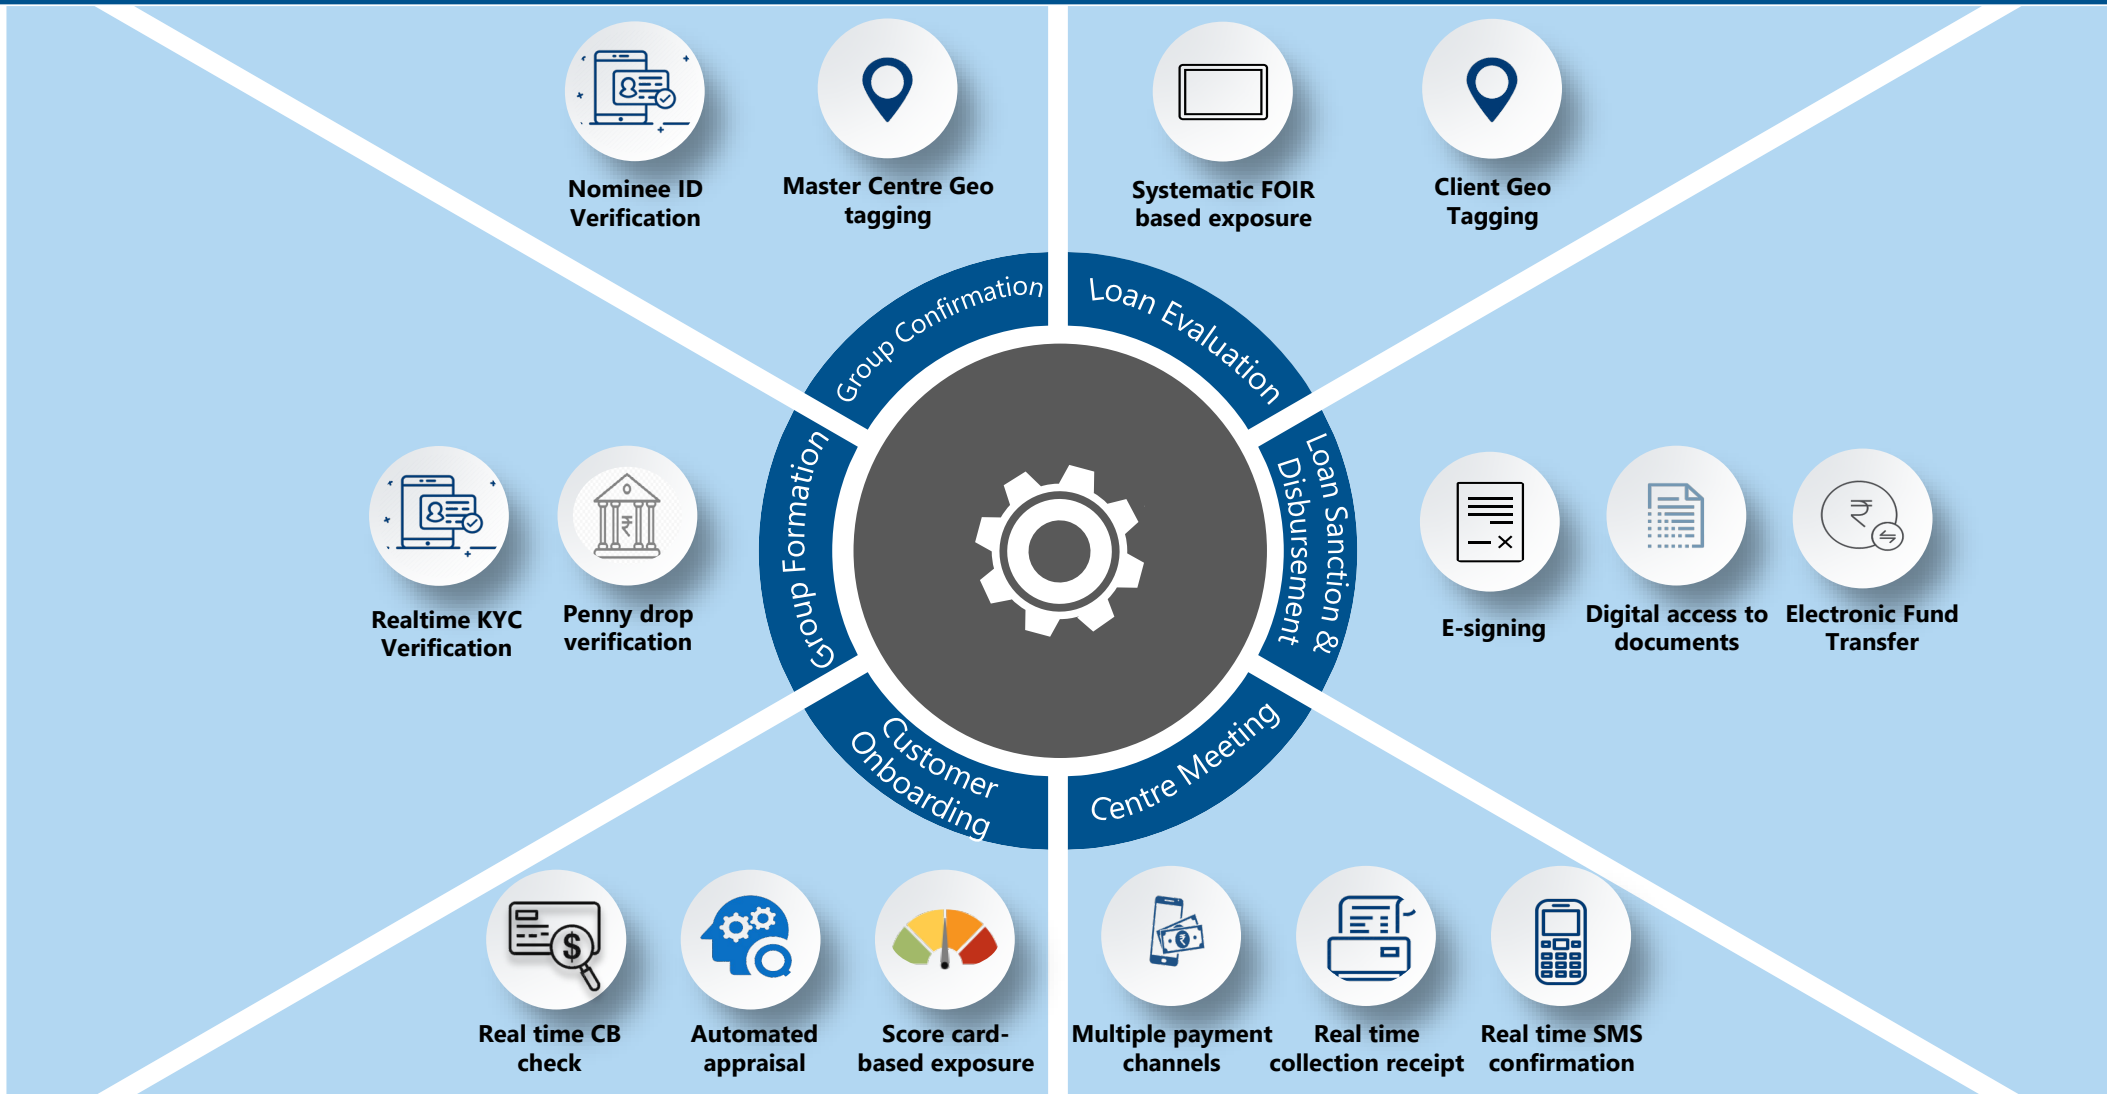 Nominee ID
Verification
Master Centre Geo
tagging
Systematic FOIR
based exposure
Client Geo
Tagging
Group Confirmation
Loan Evaluation
Group Formation
Loan Sanction &
Disbursement
Realtime KYC
Verification
Penny drop
verification
E-signing
Digital access to
documents
Electronic Fund
Transfer
Customer
Onboarding
Centre Meeting
₹
₹
$
₹
Real time CB
check
Automated
appraisal
Score card-
based exposure
Multiple payment
channels
Real time
collection receipt
Real time SMS
confirmation